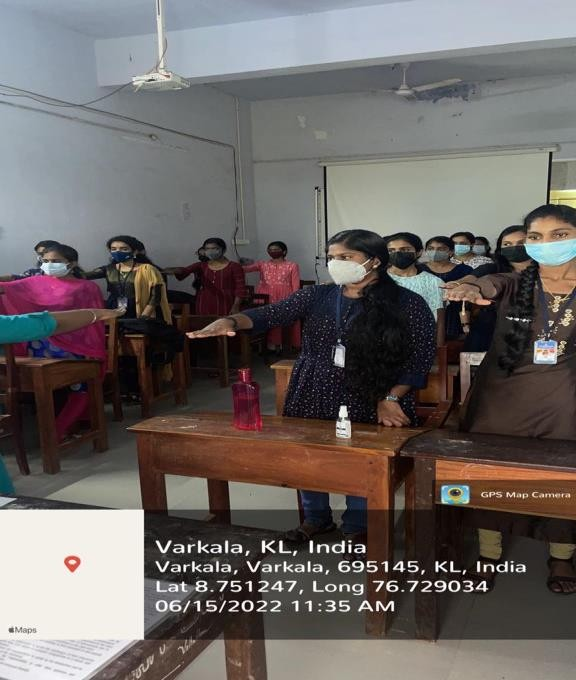 GPS Map Camera
Varkala, KL, India
Varkala, Varkala, 695145, KL, India
Lat 8.751247, Long 76.729034
06/15/2022 11:35 AM
Maps